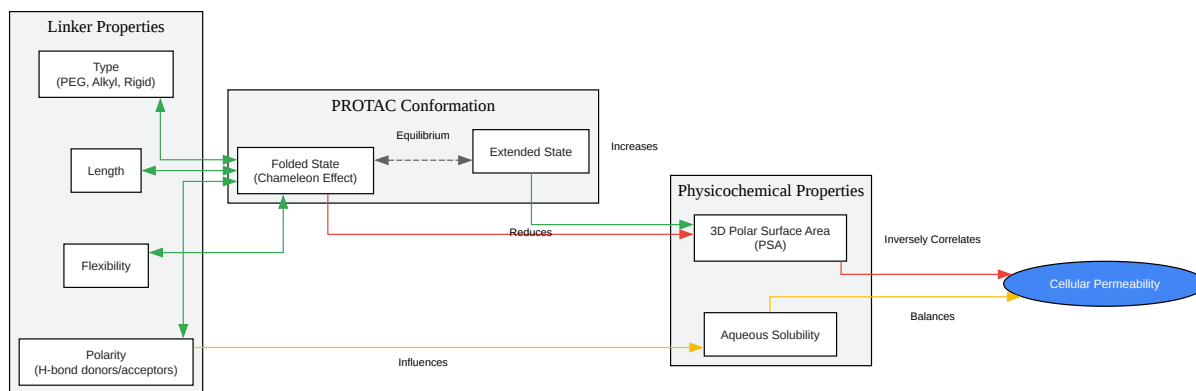 Linker Properties
Type
(PEG, Alkyl, Rigid)
Length
Flexibility
Polarity
(H-bond donors/acceptors)
PROTAC Conformation
Equilibrium
Folded State
(Chameleon Effect)
Extended State
Increases
Reduces
Influences
Physicochemical Properties
3D Polar Surface Area
(PSA)
Aqueous Solubility
Inversely Correlates
Balances
Cellular Permeability